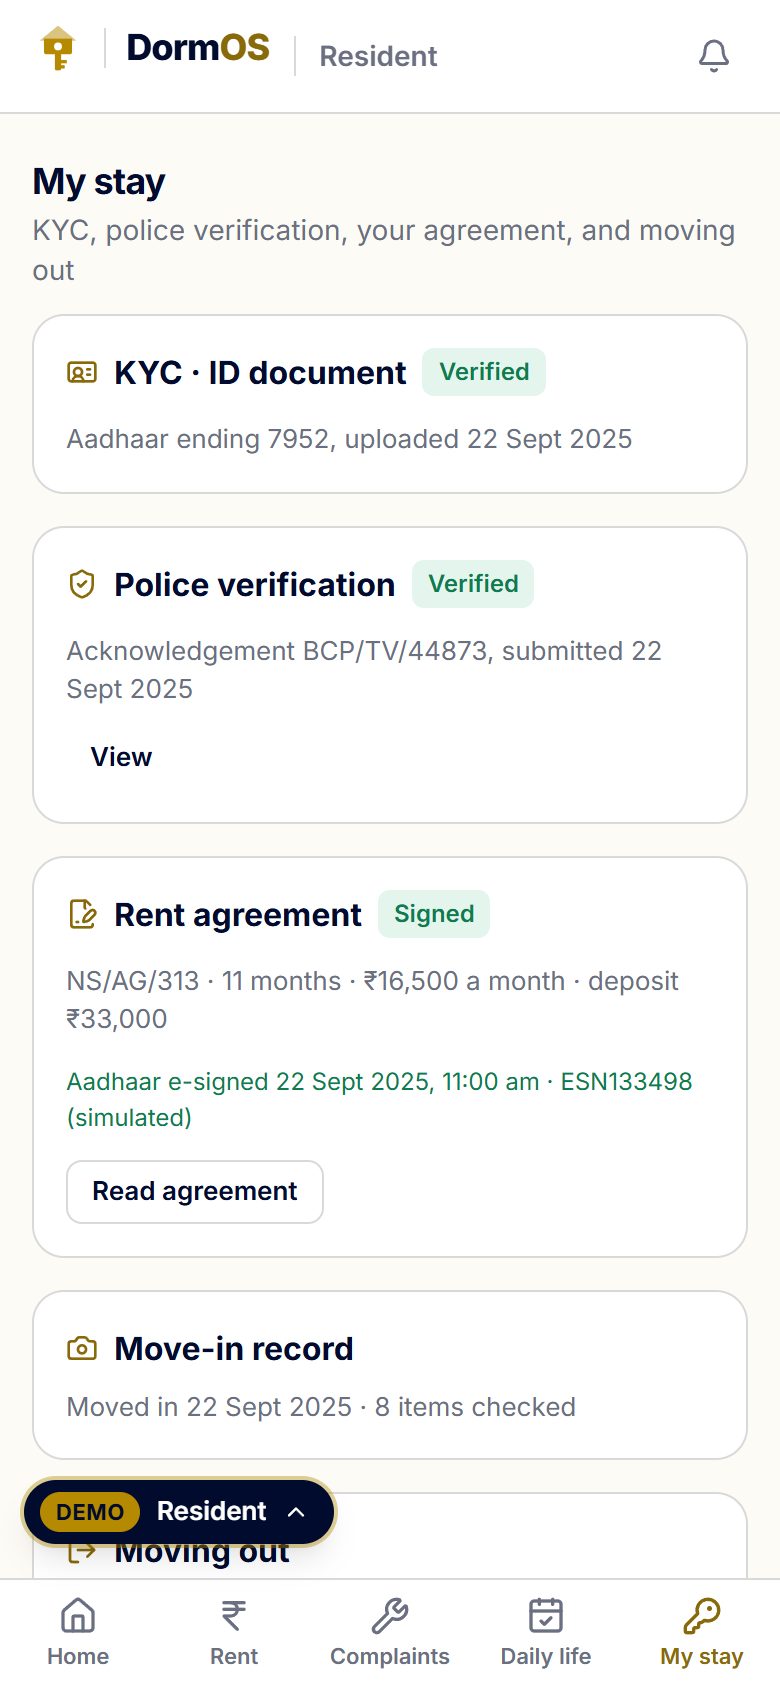 DormOS
Resident
My stay
KYC, police verification, your agreement, and moving
out
KYC · ID document
Verified
Aadhaar ending 7952, uploaded 22 Sept 2025
Police verification
Verified
Acknowledgement BCP/TV/44873, submitted 22
Sept 2025
View
Rent agreement
Signed
NS/AG/313 · 11 months · ₹16,500 a month · deposit
₹33,000
Aadhaar e-signed 22 Sept 2025, 11:00 am · ESN133498
(simulated)
Read agreement
Move-in record
Moved in 22 Sept 2025 · 8 items checked
DEMO Resident
Moving out
Home
Rent
Complaints
Daily life
My stay